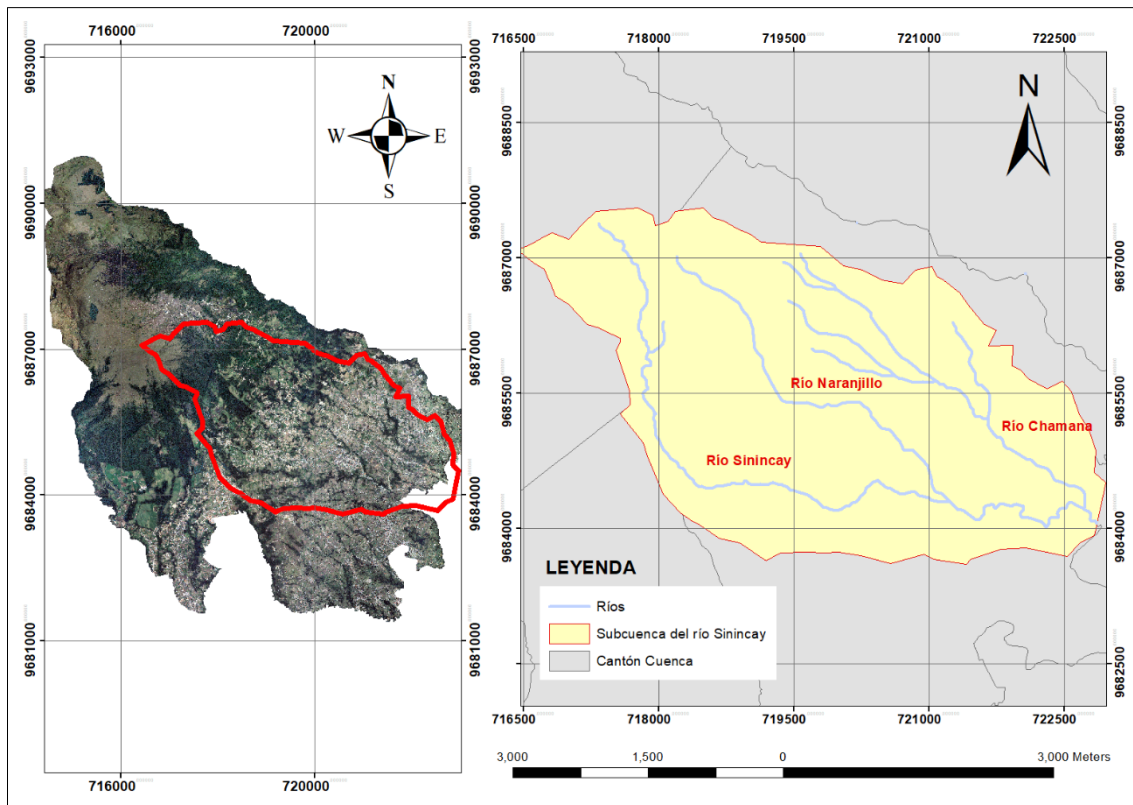 716000 720000
9693000 9693000
N
W E
S
9690000 9690000
9687000 9687000
9684000 9684000
9681000 9681000
716000 720000
716500 718000 719500 721000 722500
N
9688500 9688500
9687000 9687000
Río Naranjillo
9685500 9685500
Río Chamana
Río Sinincay
9684000 9684000
LEYENDA
Ríos
Subcuenca del río Sinincay
Cantón Cuenca
9682500 9682500
716500 718000 719500 721000 722500
3,000 1,500 0 3,000 Meters